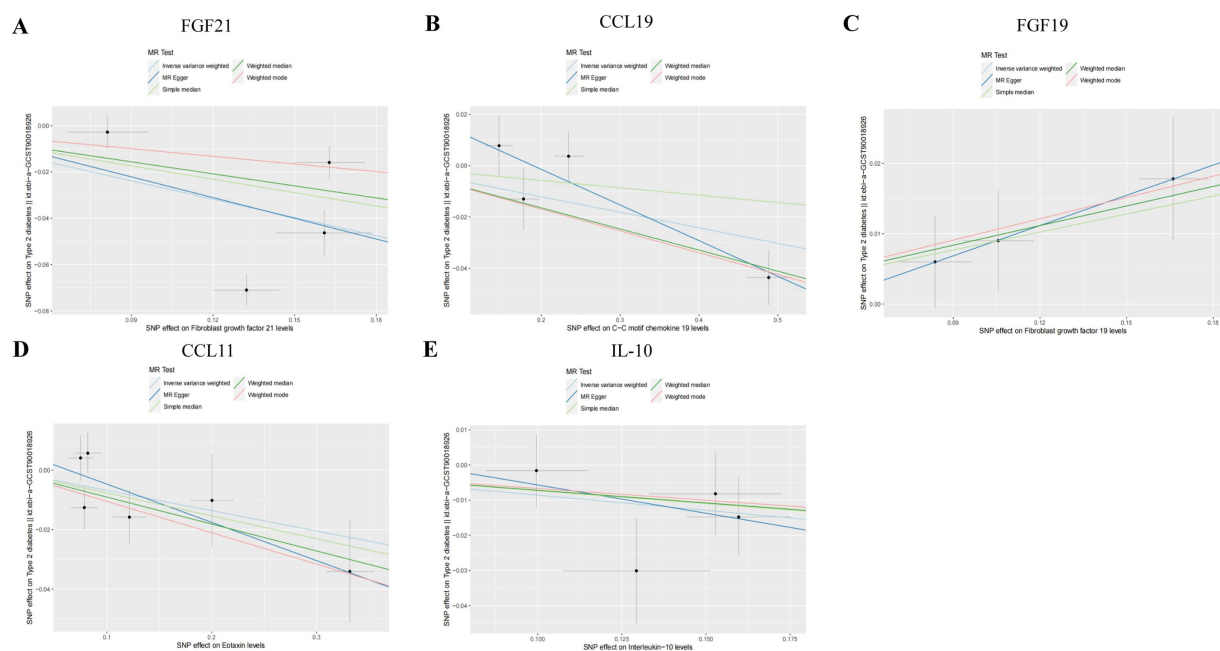 A
FGF21
MR Test
Inverse variance weighted
Weighted median
MR Egger
Weighted mode
Simple median
SNP effect on Type 2 diabetes || id:ebi-a-GCST90018926
0.00
−0.02
−0.04
−0.06
−0.08
0.09
0.12
0.15
0.18
SNP effect on Fibroblast growth factor 21 levels
B
CCL19
MR Test
Inverse variance weighted
Weighted median
MR Egger
Weighted mode
Simple median
SNP effect on Type 2 diabetes || id:ebi-a-GCST90018926
0.02
0.00
−0.02
−0.04
0.2
0.3
0.4
0.5
SNP effect on C−C motif chemokine 19 levels
C
FGF19
MR Test
Inverse variance weighted
Weighted median
MR Egger
Weighted mode
Simple median
SNP effect on Type 2 diabetes || id:ebi-a-GCST90018926
0.02
0.01
0.00
0.09
0.12
0.15
0.18
SNP effect on Fibroblast growth factor 19 levels
D
CCL11
MR Test
Inverse variance weighted
Weighted median
MR Egger
Weighted mode
Simple median
SNP effect on Type 2 diabetes || id:ebi-a-GCST90018926
0.00
−0.02
−0.04
0.1
0.2
0.3
SNP effect on Eotaxin levels
E
IL-10
MR Test
Inverse variance weighted
Weighted median
MR Egger
Weighted mode
Simple median
SNP effect on Type 2 diabetes || id:ebi-a-GCST90018926
0.01
0.00
−0.01
−0.02
−0.03
−0.04
0.100
0.125
0.150
0.175
SNP effect on Interleukin−10 levels